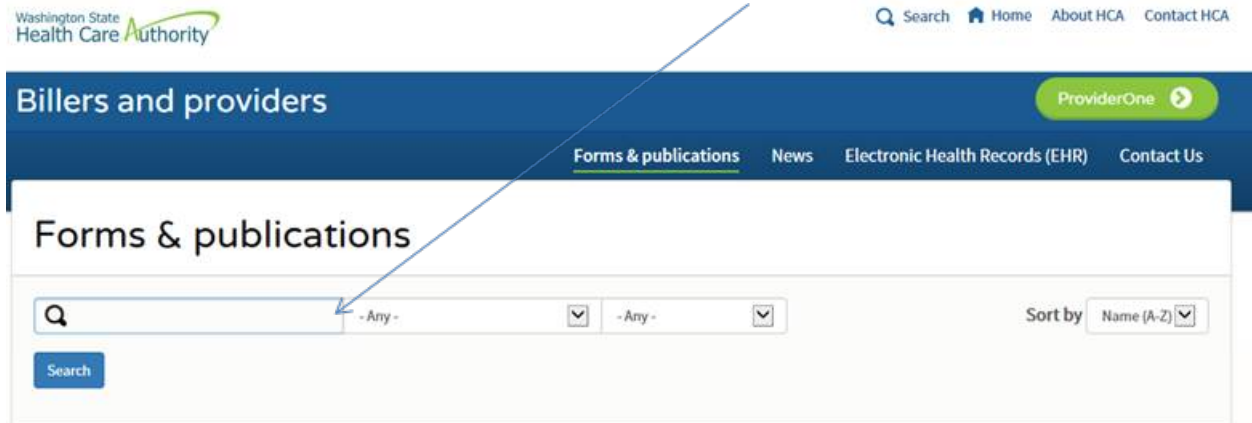 Washington State
Health Care Authority
Search Home About HCA Contact HCA
Billers and providers
ProviderOne
Forms & publications News Electronic Health Records (EHR) Contact Us
Forms & publications
- Any - - Any - Sort by Name (A-Z)
Search